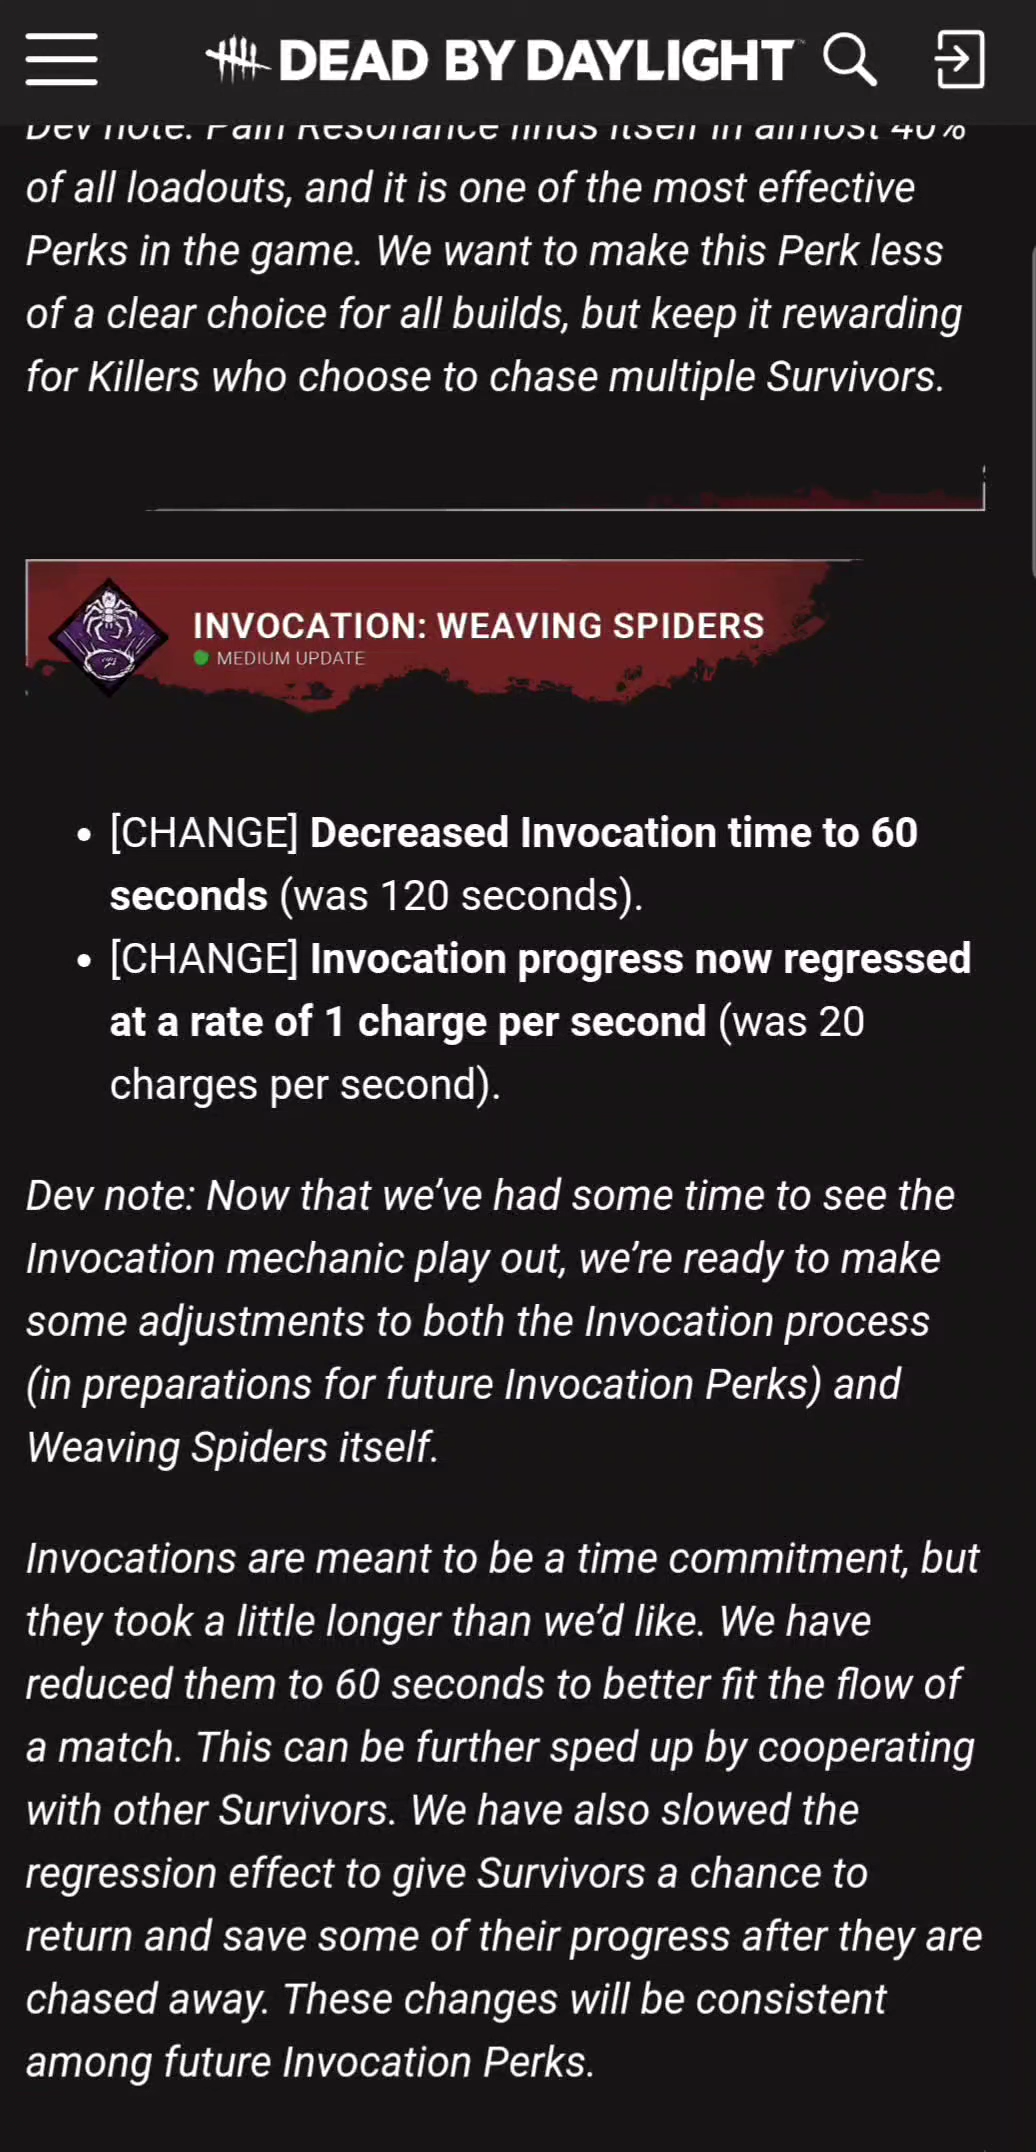 DEAD BY DAYLIGHT
Dev note: Pain Resonance finds itself in almost 40%
of all loadouts, and it is one of the most effective
Perks in the game. We want to make this Perk less
of a clear choice for all builds, but keep it rewarding
for Killers who choose to chase multiple Survivors.
INVOCATION: WEAVING SPIDERS
MEDIUM UPDATE
• [CHANGE] Decreased Invocation time to 60
seconds (was 120 seconds).
• [CHANGE] Invocation progress now regressed
at a rate of 1 charge per second (was 20
charges per second).
Dev note: Now that we’ve had some time to see the
Invocation mechanic play out, we’re ready to make
some adjustments to both the Invocation process
(in preparations for future Invocation Perks) and
Weaving Spiders itself.
Invocations are meant to be a time commitment, but
they took a little longer than we’d like. We have
reduced them to 60 seconds to better fit the flow of
a match. This can be further sped up by cooperating
with other Survivors. We have also slowed the
regression effect to give Survivors a chance to
return and save some of their progress after they are
chased away. These changes will be consistent
among future Invocation Perks.